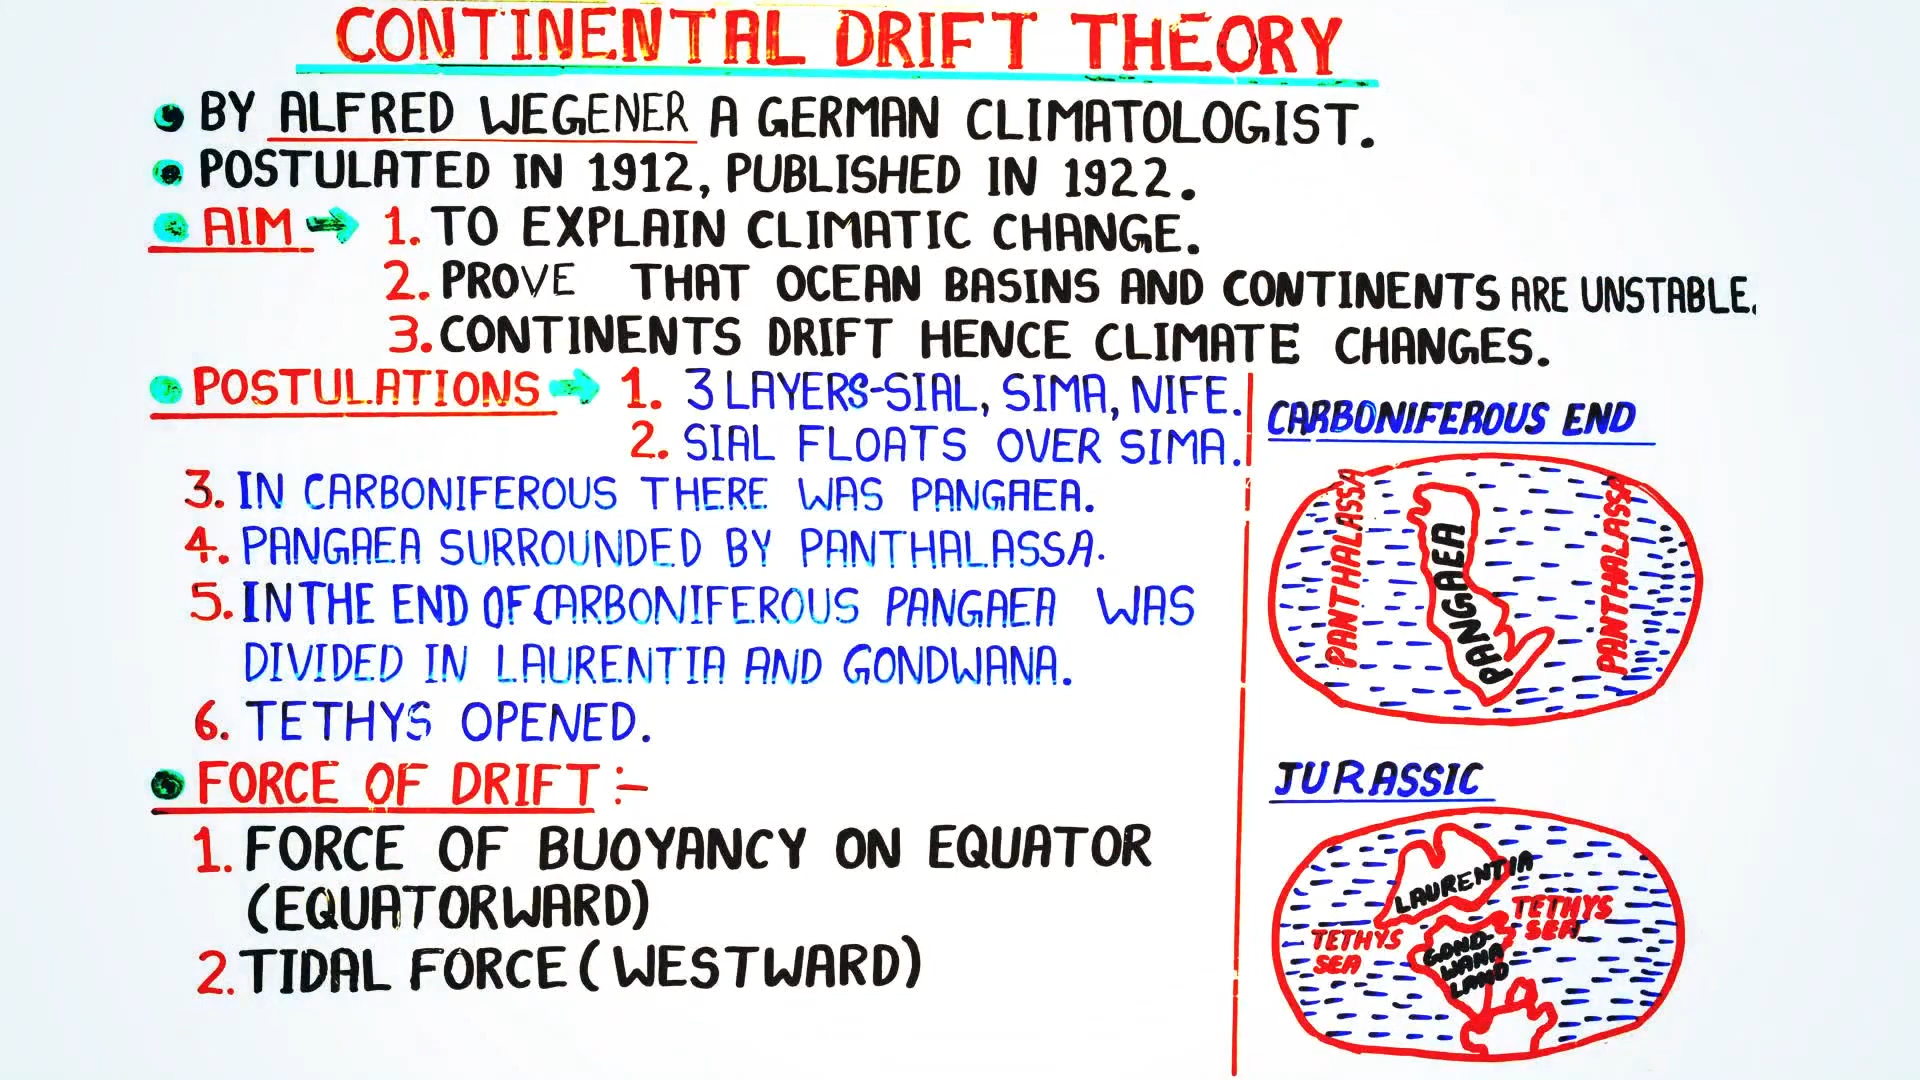 CONTINENTAL DRIFT THEORY
BY ALFRED WEGENER A GERMAN CLIMATOLOGIST.
POSTULATED IN 1912, PUBLISHED IN 1922.
AIM → 1. TO EXPLAIN CLIMATIC CHANGE.
2. PROVE THAT OCEAN BASINS AND CONTINENTS ARE UNSTABLE.
3. CONTINENTS DRIFT HENCE CLIMATE CHANGES.
POSTULATIONS → 1. 3 LAYERS-SIAL, SIMA, NIFE.
2. SIAL FLOATS OVER SIMA.
3. IN CARBONIFEROUS THERE WAS PANGAEA.
4. PANGAEA SURROUNDED BY PANTHALASSA.
5. IN THE END OF CARBONIFEROUS PANGAEA WAS
DIVIDED IN LAURENTIA AND GONDWANA.
6. TETHYS OPENED.
FORCE OF DRIFT :-
1. FORCE OF BUOYANCY ON EQUATOR
(EQUATORWARD)
2. TIDAL FORCE (WESTWARD)
CARBONIFEROUS END
PANTHALASSA
PANGAEA
PANTHALASSA
JURASSIC
LAURENTIA
TETHYS
SEA
TETHYS
SEA
GOND-
WANA
LAND